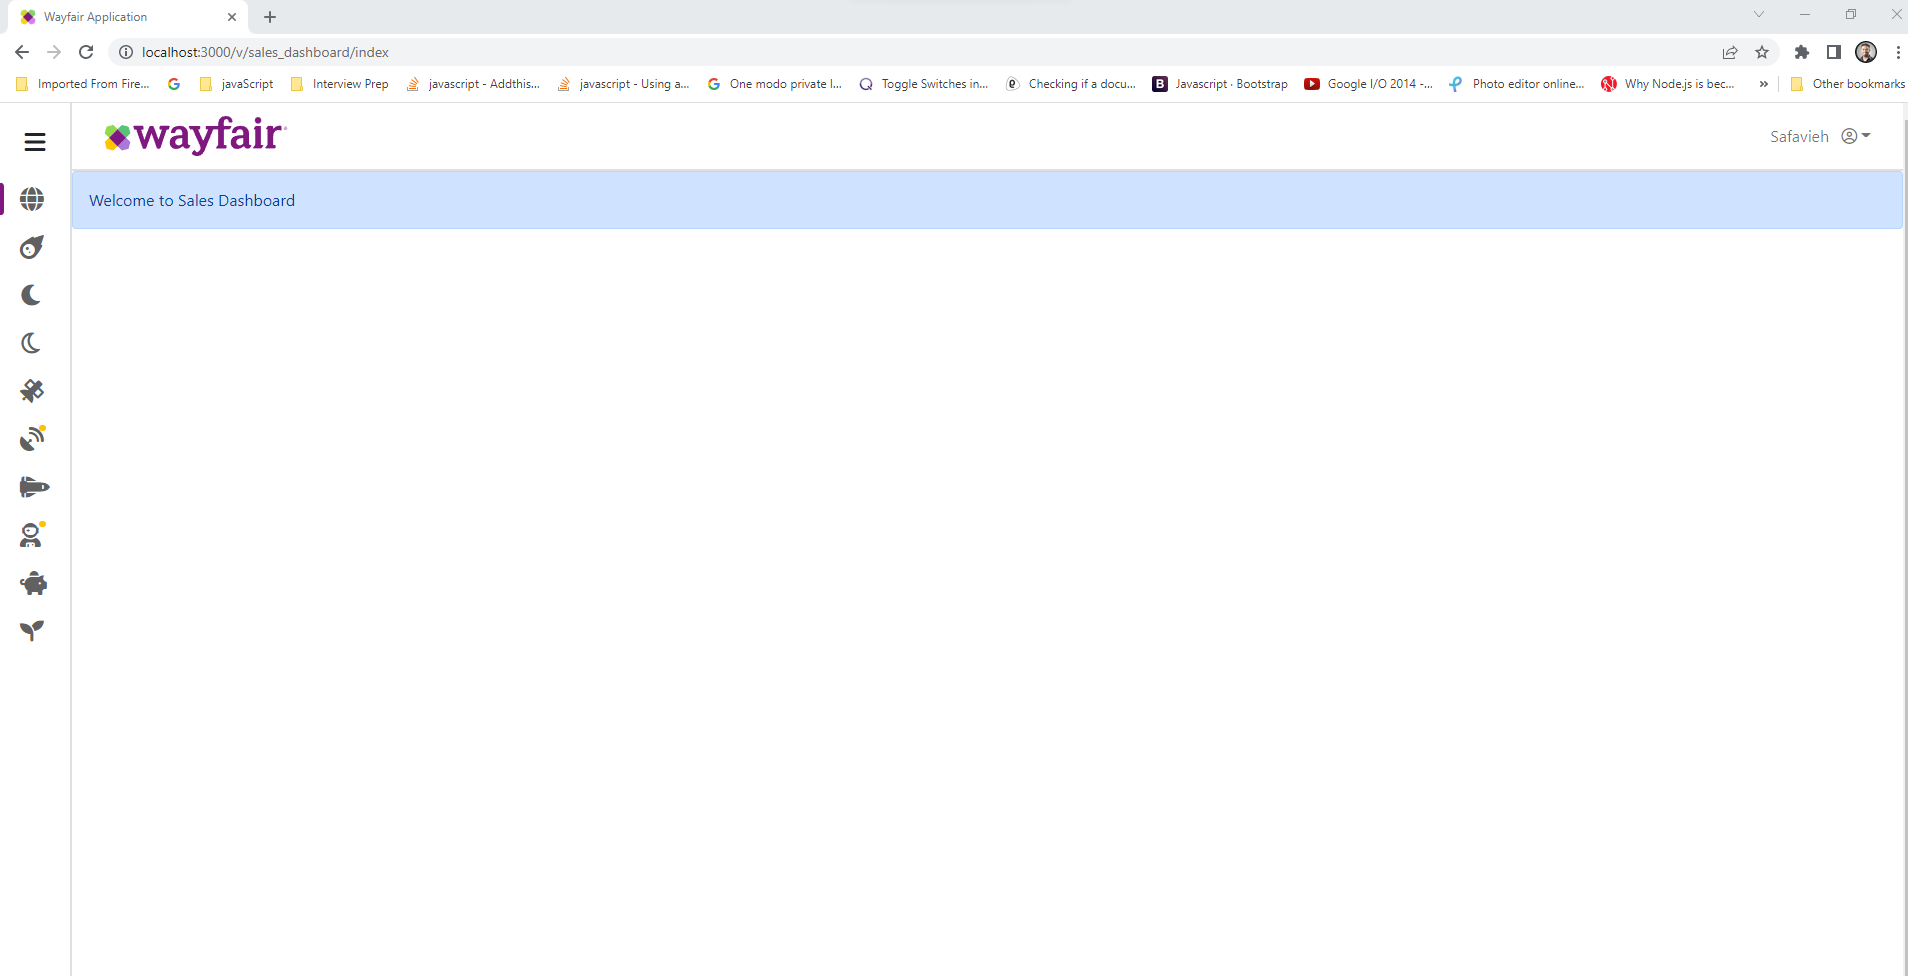 Wayfair Application
localhost:3000/v/sales_dashboard/index
Imported From Fire... javaScript Interview Prep javascript - Addthis... javascript - Using a... One modo private l... Toggle Switches in... Checking if a docu... B Javascript · Bootstrap Google I/O 2014 -... Photo editor online... Why Node.js is bec... » Other bookmarks
wayfair Safavieh
Welcome to Sales Dashboard